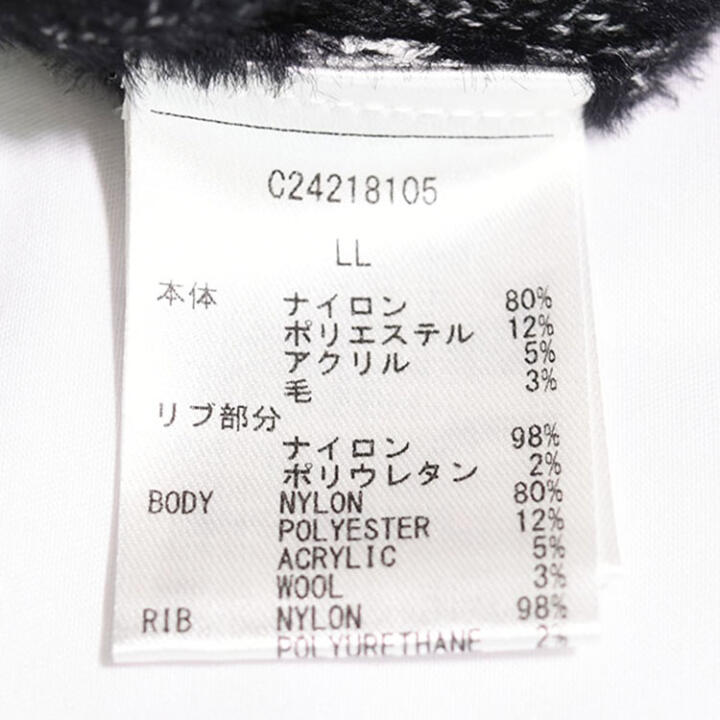 C24218105
LL
本体 ナイロン 80%
ポリエステル 12%
アクリル 5%
毛 3%
リブ部分
ナイロン 98%
ポリウレタン 2%
BODY NYLON 80%
POLYESTER 12%
ACRYLIC 5%
WOOL 3%
RIB NYLON 98%
POLYURETHANE 2%